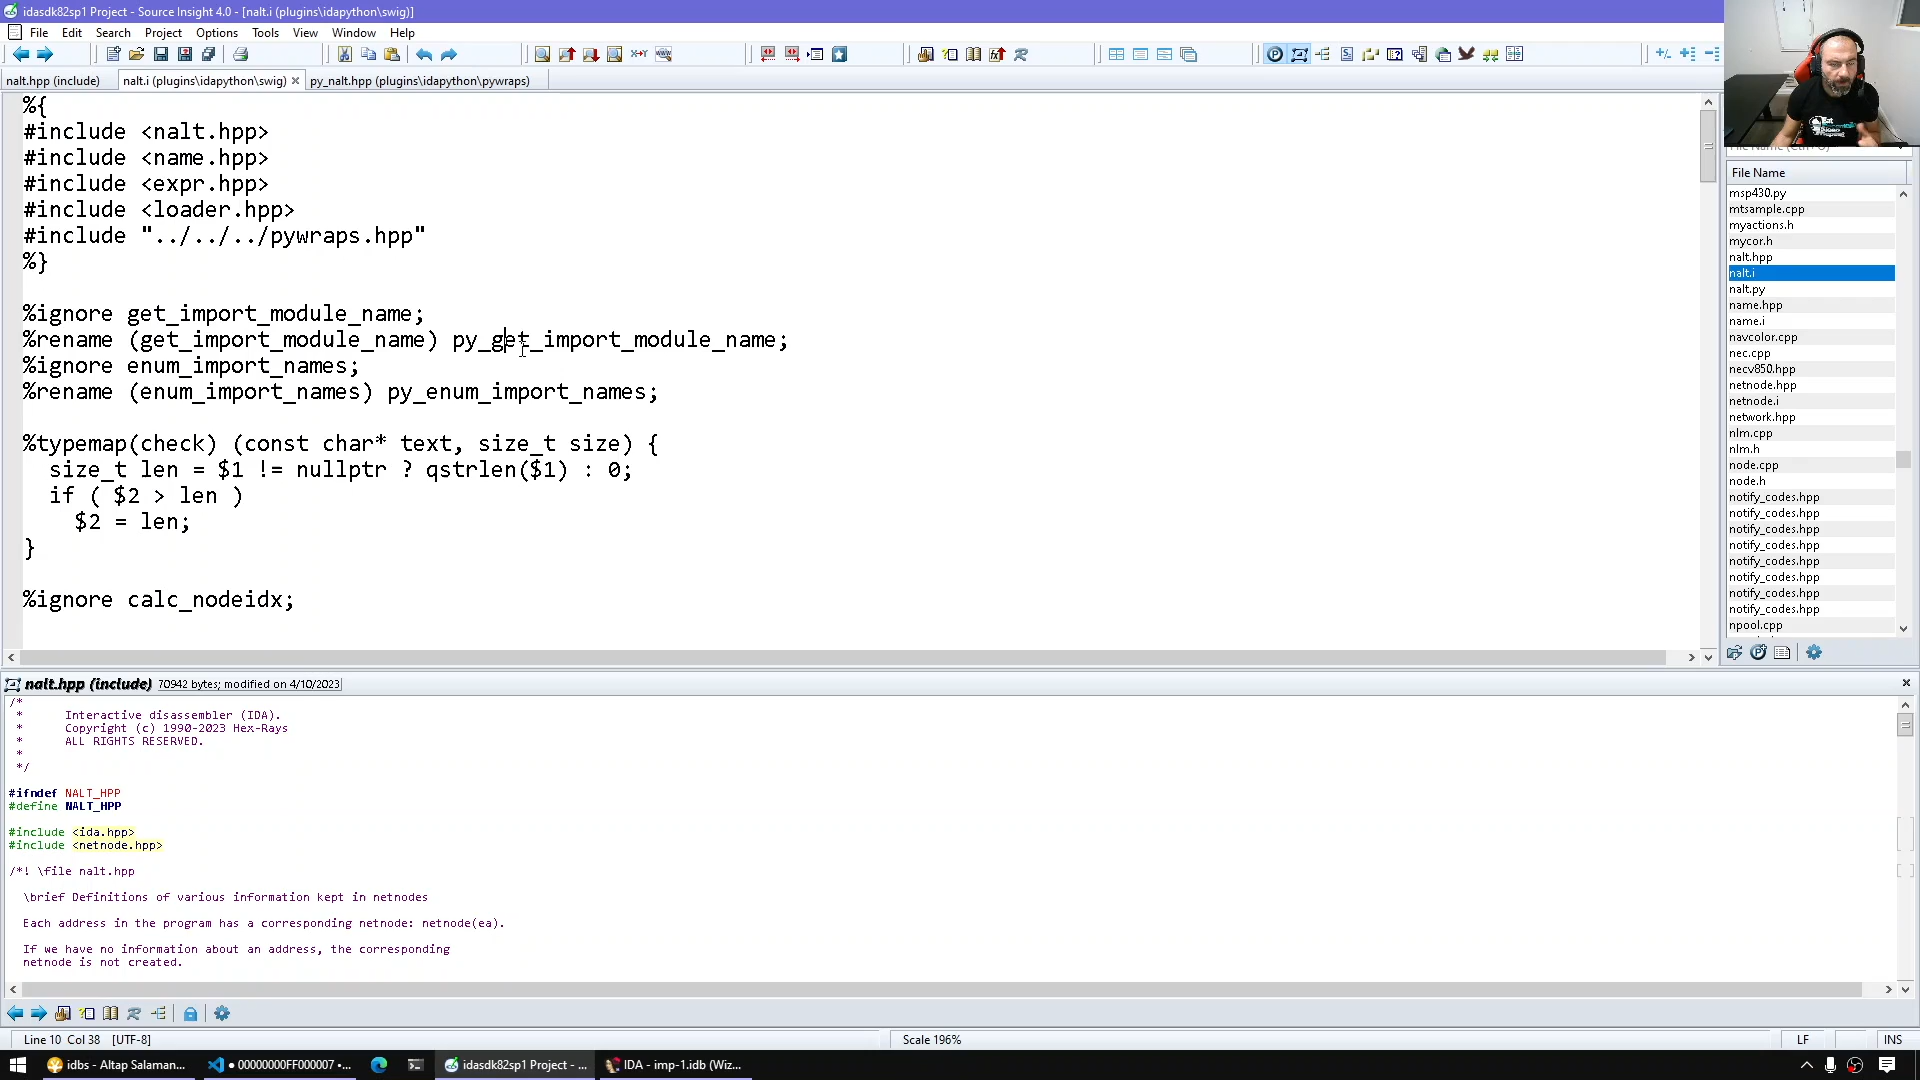 idasdk82sp1 Project - Source Insight 4.0 - [nalt.i (plugins\idapython\swig)]
File Edit Search Project Options Tools View Window Help
nalt.hpp (include) nalt.i (plugins\idapython\swig) py_nalt.hpp (plugins\idapython\pywraps)
%{
#include <nalt.hpp>
#include <name.hpp>
#include <expr.hpp>
#include <loader.hpp>
#include "../../../pywraps.hpp"
%}
%ignore get_import_module_name;
%rename (get_import_module_name) py_get_import_module_name;
%ignore enum_import_names;
%rename (enum_import_names) py_enum_import_names;
%typemap(check) (const char* text, size_t size) {
size_t len = $1 != nullptr ? qstrlen($1) : 0;
if ( $2 > len )
$2 = len;
}
%ignore calc_nodeidx;
File Name
msp430.py
mtsample.cpp
myactions.h
mycor.h
nalt.hpp
nalt.i
nalt.py
name.hpp
name.i
navcolor.cpp
nec.cpp
necv850.hpp
netnode.hpp
netnode.i
network.hpp
nlm.cpp
nlm.h
node.cpp
node.h
notify_codes.hpp
notify_codes.hpp
notify_codes.hpp
notify_codes.hpp
notify_codes.hpp
notify_codes.hpp
notify_codes.hpp
notify_codes.hpp
npool.cpp
nalt.hpp (include) 70942 bytes; modified on 4/10/2023
/*
* Interactive disassembler (IDA).
* Copyright (c) 1990-2023 Hex-Rays
* ALL RIGHTS RESERVED.
*
*/
#ifndef NALT_HPP
#define NALT_HPP
#include <ida.hpp>
#include <netnode.hpp>
/*! \file nalt.hpp
\brief Definitions of various information kept in netnodes
Each address in the program has a corresponding netnode: netnode(ea).
If we have no information about an address, the corresponding
netnode is not created.
Line 10 Col 38 [UTF-8] Scale 196% LF INS
idbs - Altap Salaman... ● 00000000FF000007 •... idasdk82sp1 Project - ... IDA - imp-1.idb (Wiz...